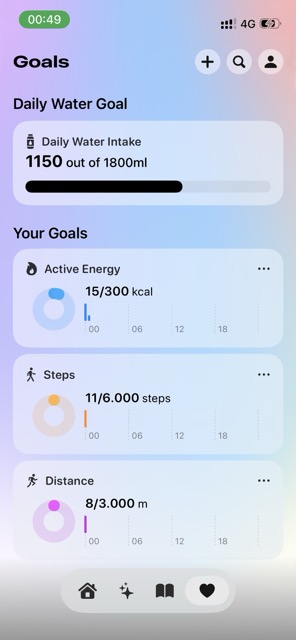 00:49
4G
Goals
Daily Water Goal
Daily Water Intake
1150 out of 1800ml
Your Goals
Active Energy
15/300 kcal
00 06 12 18
Steps
11/6.000 steps
00 06 12 18
Distance
8/3.000 m
00 06 12 18